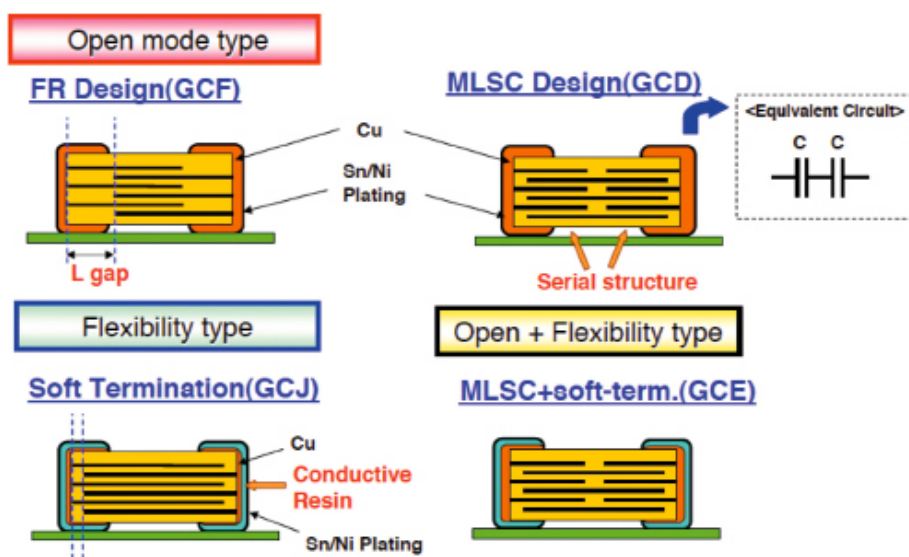 Open mode type
FR Design(GCF)
MLSC Design(GCD)
<Equivalent Circuit>
C C
Cu
Sn/Ni
Plating
L gap
Serial structure
Flexibility type
Open + Flexibility type
Soft Termination(GCJ)
MLSC+soft-term.(GCE)
Cu
Conductive
Resin
Sn/Ni Plating